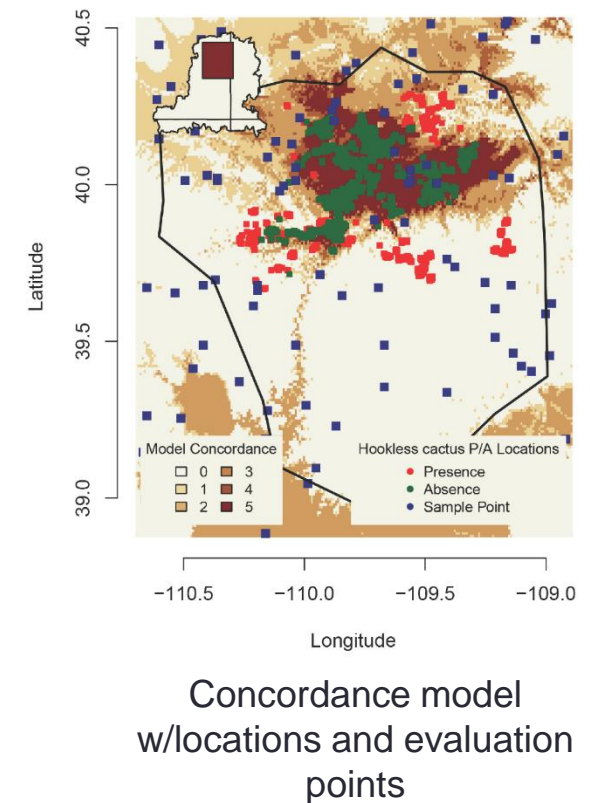 40.5
40.0
39.5
39.0
Latitude
Model Concordance
0 3
1 4
2 5
Hookless cactus P/A Locations
Presence
Absence
Sample Point
−110.5 −110.0 −109.5 −109.0
Longitude
Concordance model
w/locations and evaluation
points